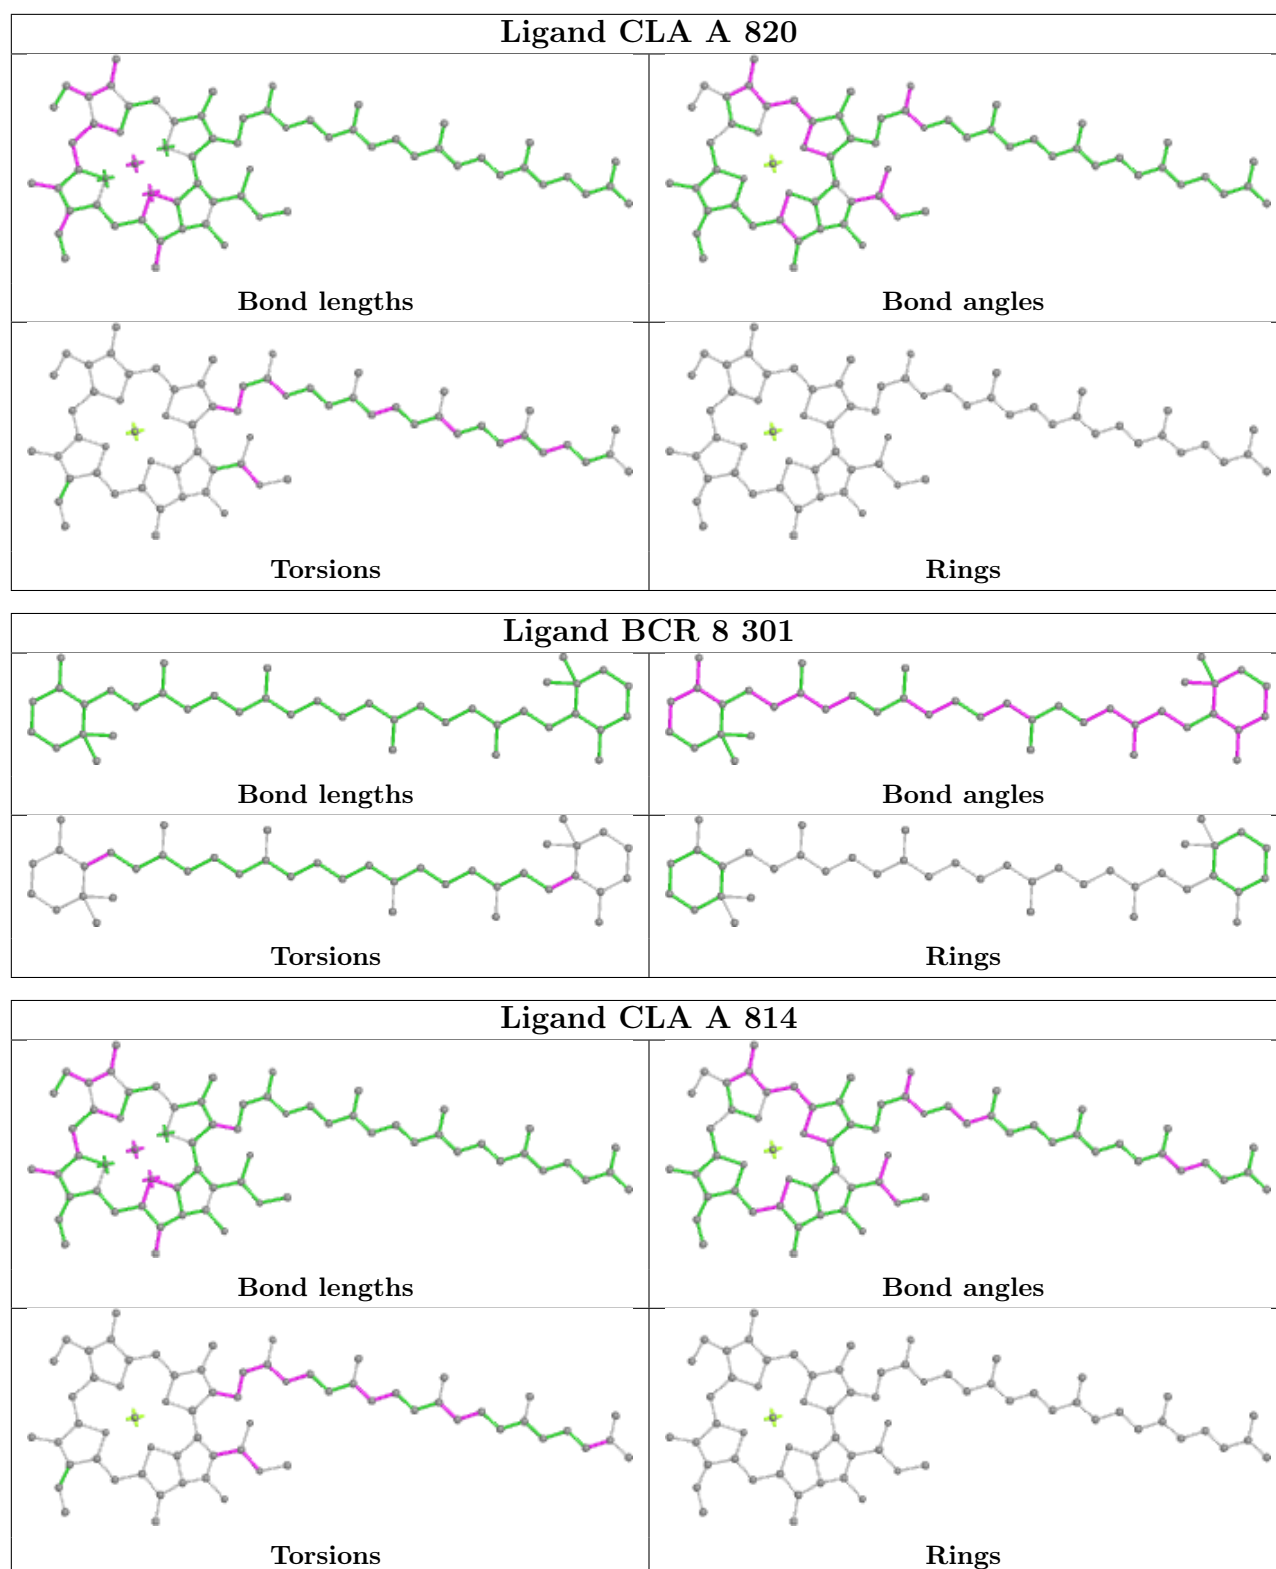 Ligand CLA A 820
Bond lengths
Bond angles
Torsions
Rings
Ligand BCR 8 301
Bond lengths
Bond angles
Torsions
Rings
Ligand CLA A 814
Bond lengths
Bond angles
Torsions
Rings